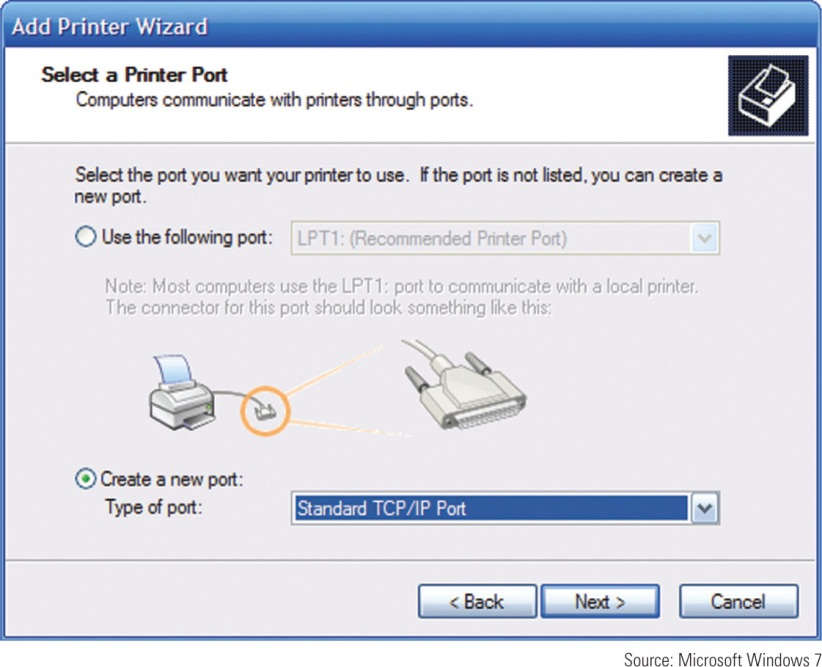 Add Printer Wizard
Select a Printer Port
Computers communicate with printers through ports.
Select the port you want your printer to use.  If the port is not listed, you can create a
new port.
Use the following port:
LPT1: (Recommended Printer Port)
Note: Most computers use the LPT1: port to communicate with a local printer.
The connector for this port should look something like this:
Create a new port:
Type of port:
Standard TCP/IP Port
< Back
Next >
Cancel
Source: Microsoft Windows 7